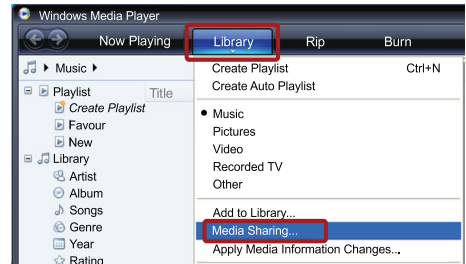 Windows Media Player
Now Playing Library Rip Burn
Music
Playlist
Create Playlist
Favour
New
Library
Artist
Album
Songs
Genre
Year
Rating
Title
Create Playlist Ctrl+N
Create Auto Playlist
Music
Pictures
Video
Recorded TV
Other
Add to Library...
Media Sharing...
Apply Media Information Changes...